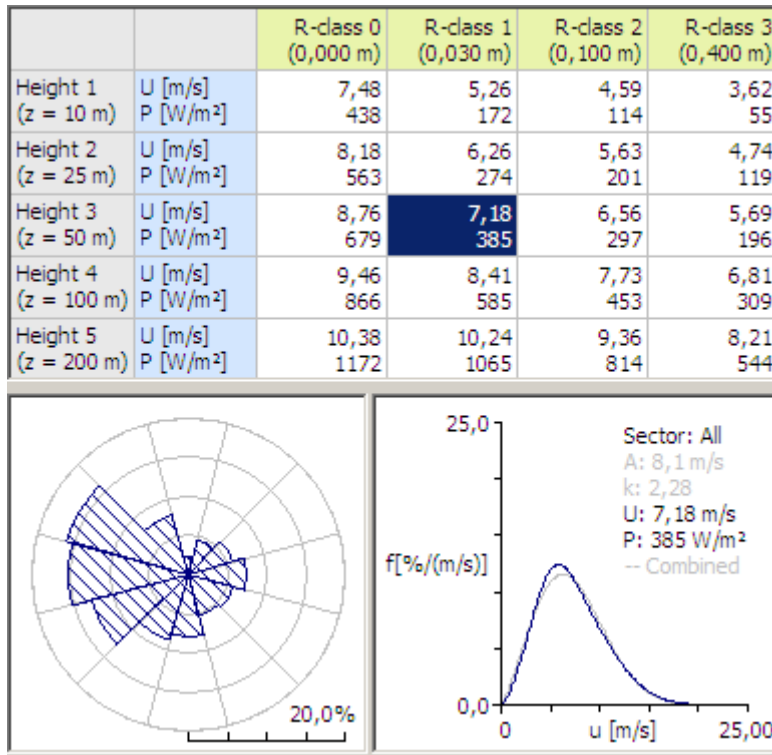 R-class 0 R-class 1 R-class 2 R-class 3
(0,000 m) (0,030 m) (0,100 m) (0,400 m)
Height 1 U [m/s] 7,48 5,26 4,59 3,62
(z = 10 m) P [W/m²] 438 172 114 55
Height 2 U [m/s] 8,18 6,26 5,63 4,74
(z = 25 m) P [W/m²] 563 274 201 119
Height 3 U [m/s] 8,76 7,18 6,56 5,69
(z = 50 m) P [W/m²] 679 385 297 196
Height 4 U [m/s] 9,46 8,41 7,73 6,81
(z = 100 m) P [W/m²] 866 585 453 309
Height 5 U [m/s] 10,38 10,24 9,36 8,21
(z = 200 m) P [W/m²] 1172 1065 814 544
20,0%
25,0
Sector: All
A: 8,1 m/s
k: 2,28
U: 7,18 m/s
P: 385 W/m²
-- Combined
f[%/(m/s)]
0,0
0 u [m/s] 25,00